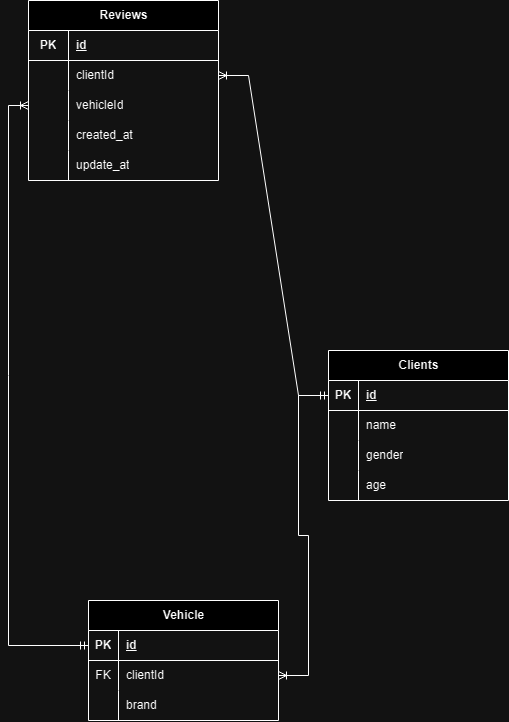 Reviews
PK id
clientId
vehicleId
created_at
update_at
Clients
PK id
name
gender
age
Vehicle
PK id
FK clientId
brand